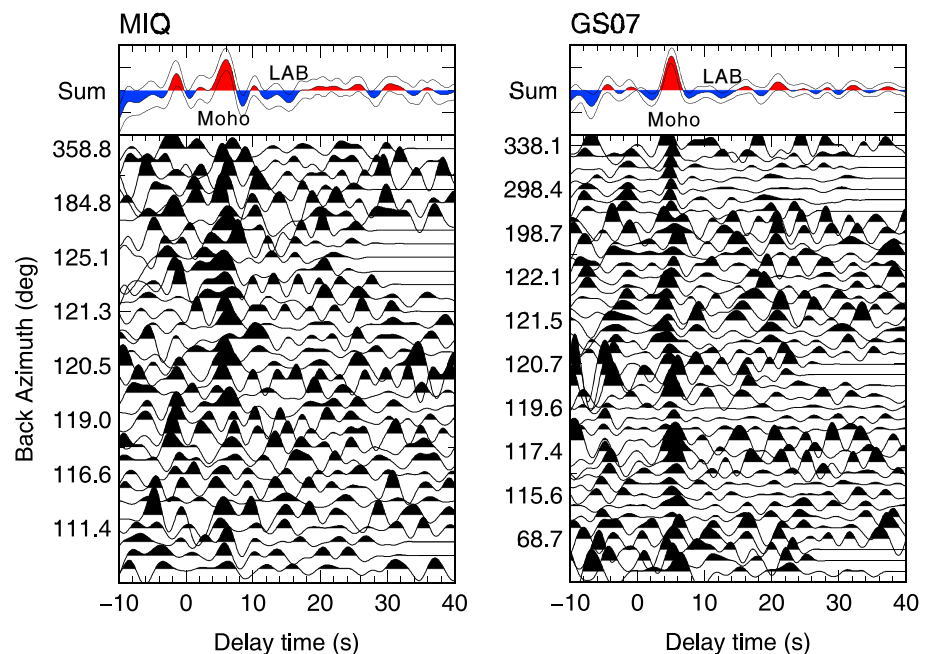 MIQ
Sum
LAB
Moho
358.8
184.8
125.1
121.3
120.5
119.0
116.6
111.4
Back Azimuth (deg)
−10 0 10 20 30 40
Delay time (s)
GS07
Sum
LAB
Moho
338.1
298.4
198.7
122.1
121.5
120.7
119.6
117.4
115.6
68.7
−10 0 10 20 30 40
Delay time (s)